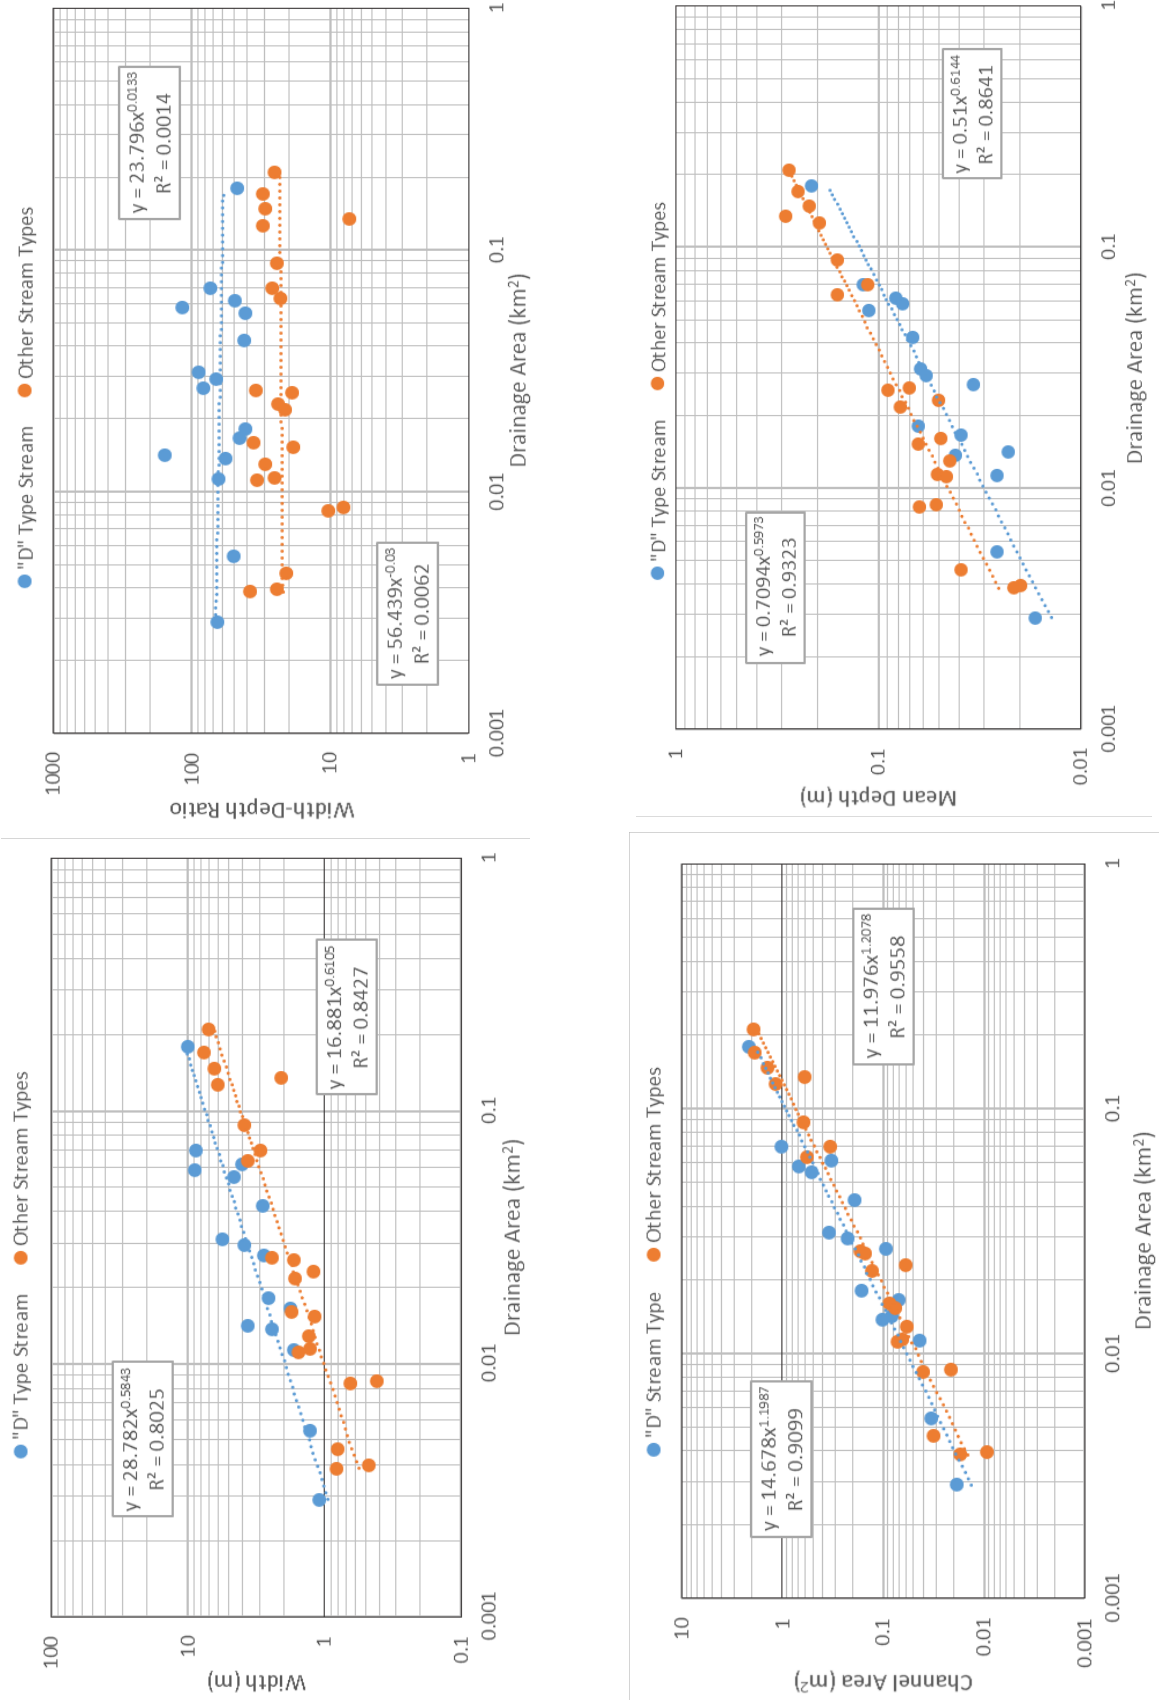 "D" Type Stream Other Stream Types
100
10
1
0.1
0.001 0.01 0.1 1
Width (m)
Drainage Area (km²)
y = 28.782x^0.5843
R² = 0.8025
y = 16.881x^0.6105
R² = 0.8427
"D" Type Stream Other Stream Types
1000
100
10
1
0.001 0.01 0.1 1
Width-Depth Ratio
Drainage Area (km²)
y = 23.796x^0.0133
R² = 0.0014
y = 56.439x^-0.03
R² = 0.0062
"D" Stream Type Other Stream Types
10
1
0.1
0.01
0.001
0.001 0.01 0.1 1
Channel Area (m²)
Drainage Area (km²)
y = 14.678x^1.1987
R² = 0.9099
y = 11.976x^1.2078
R² = 0.9558
"D" Type Stream Other Stream Types
1
0.1
0.01
0.001 0.01 0.1 1
Mean Depth (m)
Drainage Area (km²)
y = 0.7094x^0.5973
R² = 0.9323
y = 0.51x^0.6144
R² = 0.8641